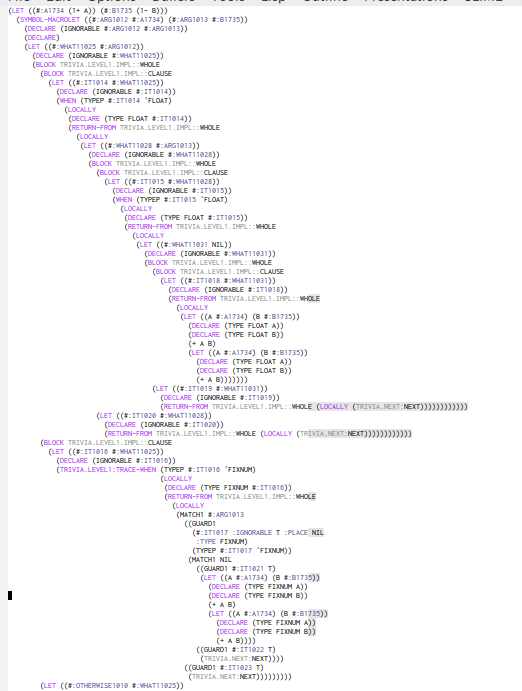 (LET ((#:A1734 (1+ A)) (#:B1735 (1- B)))
(SYMBOL-MACROLET ((#:ARG1012 #:A1734) (#:ARG1013 #:B1735))
(DECLARE (IGNORABLE #:ARG1012 #:ARG1013))
(DECLARE)
(LET ((#:WHAT11025 #:ARG1012))
(DECLARE (IGNORABLE #:WHAT11025))
(BLOCK TRIVIA.LEVEL1.IMPL::WHOLE
(BLOCK TRIVIA.LEVEL1.IMPL::CLAUSE
(LET ((#:IT1014 #:WHAT11025))
(DECLARE (IGNORABLE #:IT1014))
(WHEN (TYPEP #:IT1014 'FLOAT)
(LOCALLY
(DECLARE (TYPE FLOAT #:IT1014))
(RETURN-FROM TRIVIA.LEVEL1.IMPL::WHOLE
(LOCALLY
(LET ((#:WHAT11028 #:ARG1013))
(DECLARE (IGNORABLE #:WHAT11028))
(BLOCK TRIVIA.LEVEL1.IMPL::WHOLE
(BLOCK TRIVIA.LEVEL1.IMPL::CLAUSE
(LET ((#:IT1015 #:WHAT11028))
(DECLARE (IGNORABLE #:IT1015))
(WHEN (TYPEP #:IT1015 'FLOAT)
(LOCALLY
(DECLARE (TYPE FLOAT #:IT1015))
(RETURN-FROM TRIVIA.LEVEL1.IMPL::WHOLE
(LOCALLY
(LET ((#:WHAT11031 NIL))
(DECLARE (IGNORABLE #:WHAT11031))
(BLOCK TRIVIA.LEVEL1.IMPL::WHOLE
(BLOCK TRIVIA.LEVEL1.IMPL::CLAUSE
(LET ((#:IT1018 #:WHAT11031))
(DECLARE (IGNORABLE #:IT1018))
(RETURN-FROM TRIVIA.LEVEL1.IMPL::WHOLE
(LOCALLY
(LET ((A #:A1734) (B #:B1735))
(DECLARE (TYPE FLOAT A))
(DECLARE (TYPE FLOAT B))
(+ A B)
(LET ((A #:A1734) (B #:B1735))
(DECLARE (TYPE FLOAT A))
(DECLARE (TYPE FLOAT B))
(+ A B)))))))
(LET ((#:IT1019 #:WHAT11031))
(DECLARE (IGNORABLE #:IT1019))
(RETURN-FROM TRIVIA.LEVEL1.IMPL::WHOLE (LOCALLY (TRIVIA.NEXT:NEXT))))))))))))
(LET ((#:IT1020 #:WHAT11028))
(DECLARE (IGNORABLE #:IT1020))
(RETURN-FROM TRIVIA.LEVEL1.IMPL::WHOLE (LOCALLY (TRIVIA.NEXT:NEXT))))))))))))
(BLOCK TRIVIA.LEVEL1.IMPL::CLAUSE
(LET ((#:IT1016 #:WHAT11025))
(DECLARE (IGNORABLE #:IT1016))
(TRIVIA.LEVEL1:TRACE-WHEN (TYPEP #:IT1016 'FIXNUM)
(LOCALLY
(DECLARE (TYPE FIXNUM #:IT1016))
(RETURN-FROM TRIVIA.LEVEL1.IMPL::WHOLE
(LOCALLY
(MATCH1 #:ARG1013
((GUARD1
(#:IT1017 :IGNORABLE T :PLACE NIL
:TYPE FIXNUM)
(TYPEP #:IT1017 'FIXNUM))
(MATCH1 NIL
((GUARD1 #:IT1021 T)
(LET ((A #:A1734) (B #:B1735))
(DECLARE (TYPE FIXNUM A))
(DECLARE (TYPE FIXNUM B))
(+ A B)
(LET ((A #:A1734) (B #:B1735))
(DECLARE (TYPE FIXNUM A))
(DECLARE (TYPE FIXNUM B))
(+ A B))))
((GUARD1 #:IT1022 T)
(TRIVIA.NEXT:NEXT))))
((GUARD1 #:IT1023 T)
(TRIVIA.NEXT:NEXT)))))))))
(LET ((#:OTHERWISE1010 #:WHAT11025))